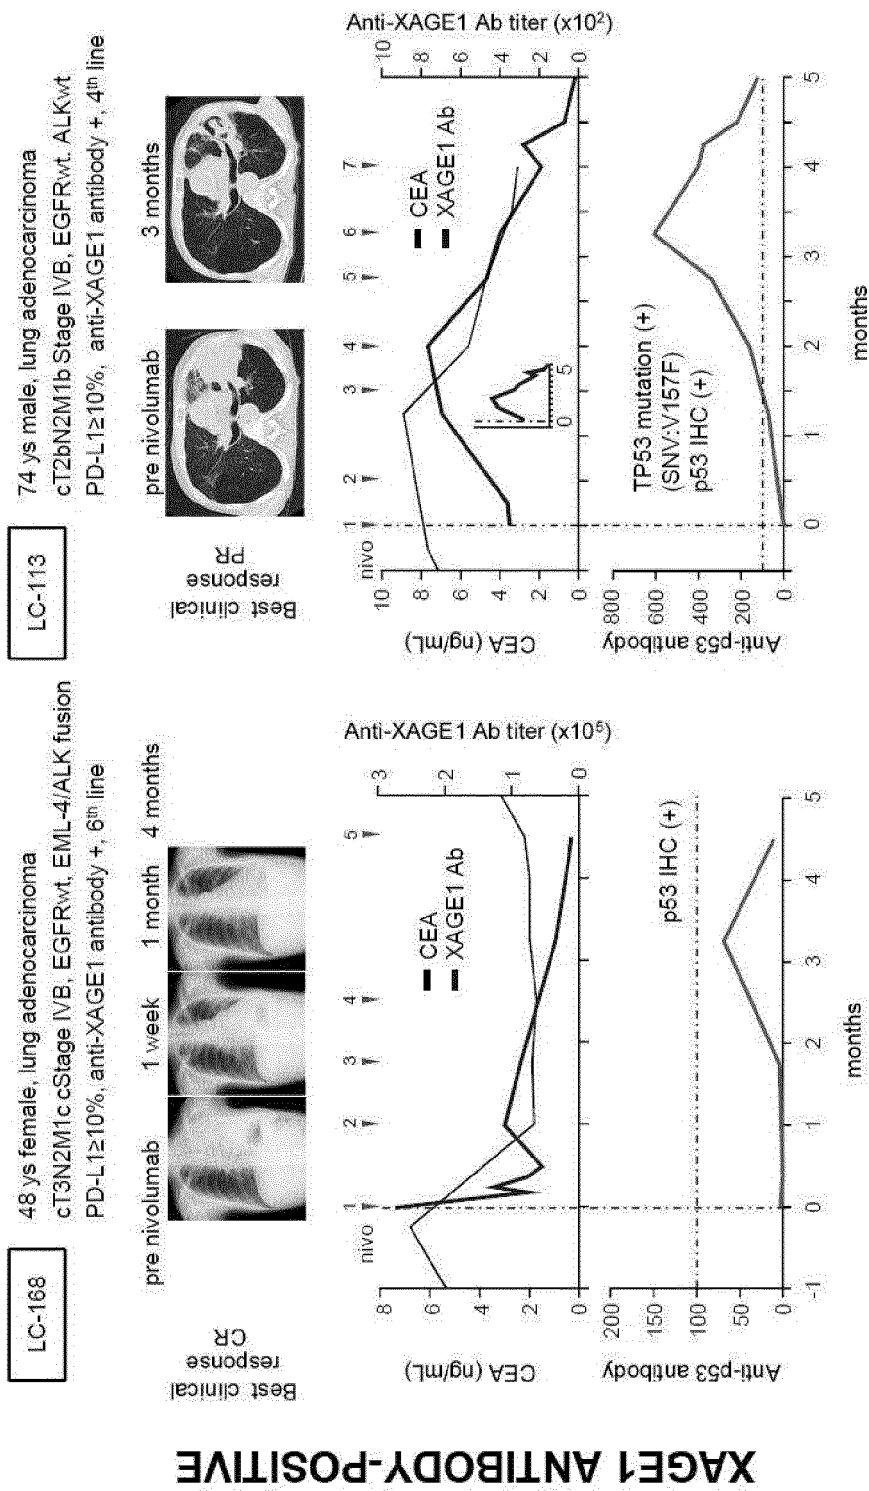 XAGE1 ANTIBODY-POSITIVE
LC-168
48 ys female, lung adenocarcinoma
cT3N2M1c cStage IVB, EGFRwt, EML-4/ALK fusion
PD-L1≥10%, anti-XAGE1 antibody +, 6th line
Best clinical
response
CR
pre nivolumab
1 week
1 month
4 months
nivo
1
2
3
4
5
CEA (ng/mL)
8
6
4
2
0
CEA
XAGE1 Ab
Anti-XAGE1 Ab titer (x10⁵)
3
2
1
0
Anti-p53 antibody
200
150
100
50
0
p53 IHC (+)
-1
0
1
2
3
4
5
months
LC-113
74 ys male, lung adenocarcinoma
cT2bN2M1b Stage IVB, EGFRwt. ALKwt
PD-L1≥10%, anti-XAGE1 antibody +, 4th line
Best clinical
response
PR
pre nivolumab
3 months
nivo
1
2
3
4
5
6
7
CEA (ng/mL)
10
8
6
4
2
0
CEA
XAGE1 Ab
0
5
Anti-XAGE1 Ab titer (x10²)
10
8
6
4
2
0
Anti-p53 antibody
800
600
400
200
0
TP53 mutation (+)
(SNV:V157F)
p53 IHC (+)
0
1
2
3
4
5
months